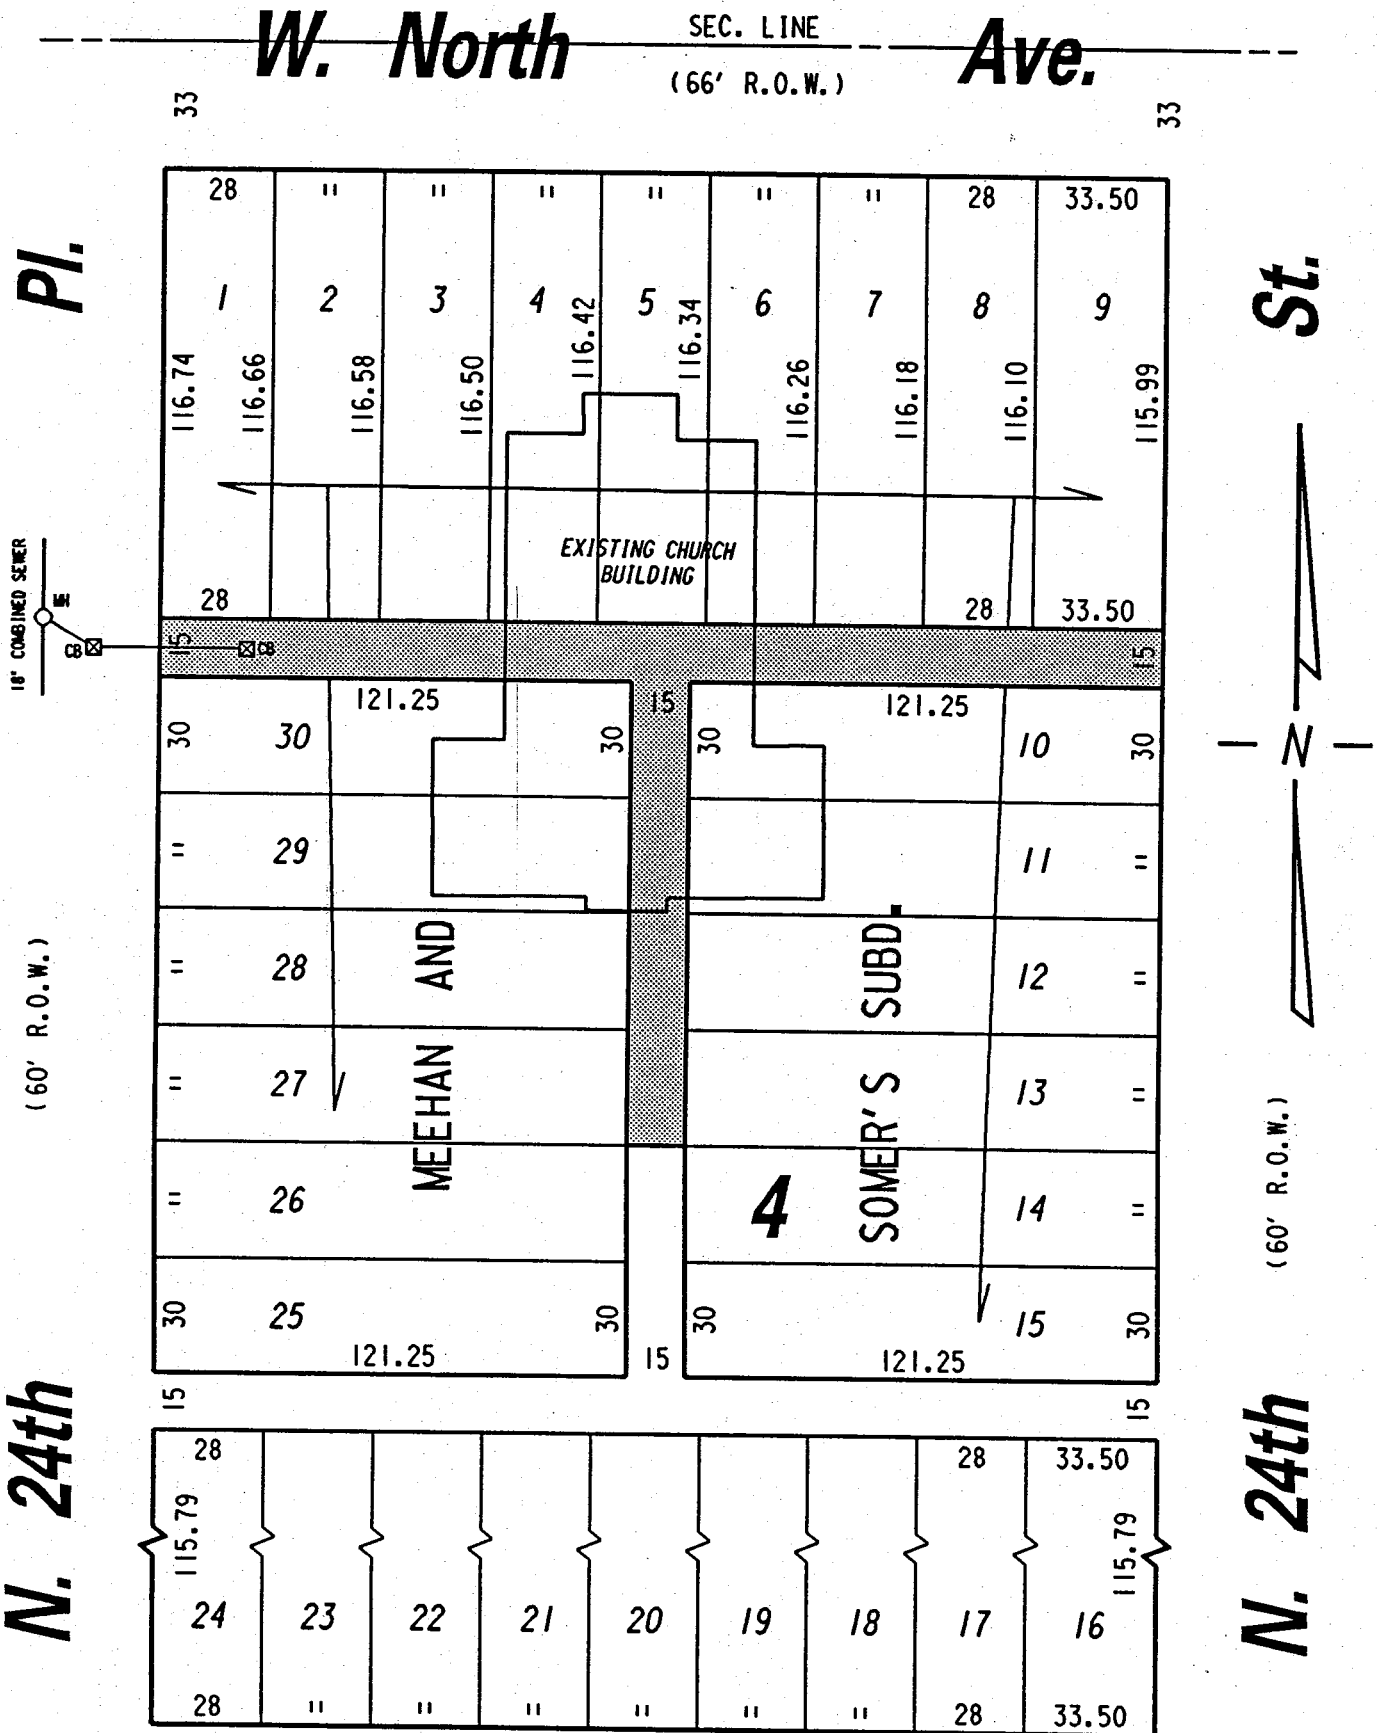 SEC. LINE
W. North Ave.
(66' R.O.W.)
33 33
28 " " " " " " 28 33.50
Pl. St.
1 2 3 4 5 6 7 8 9
116.74 116.66 116.58 116.50 116.42 116.34 116.26 116.18 116.10 115.99
EXISTING CHURCH
BUILDING
28 28 33.50
18" COMBINED SEWER
MH
CB
15 CB 15
121.25 15 121.25
30 30 30 30 10 30
N
= 29 11 =
= 28 12 =
= 27 13 =
= 26 14 =
30 25 30 30 15 30
121.25 15 121.25
MEEHAN AND
SOMER'S SUBD.
4
(60' R.O.W.)
(60' R.O.W.)
15 15
28 28 33.50
115.79 115.79
24 23 22 21 20 19 18 17 16
28 " " " " " " 28 33.50
N. 24th
N. 24th